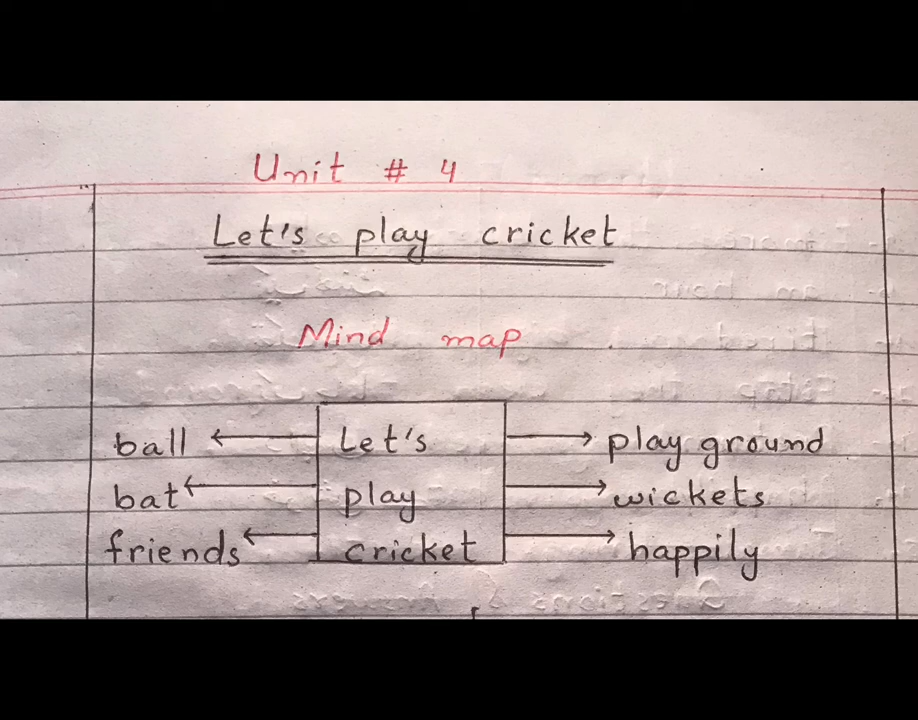 Unit # 4
Let's play cricket
Mind map
ball Let's play ground
bat play wickets
friends cricket happily